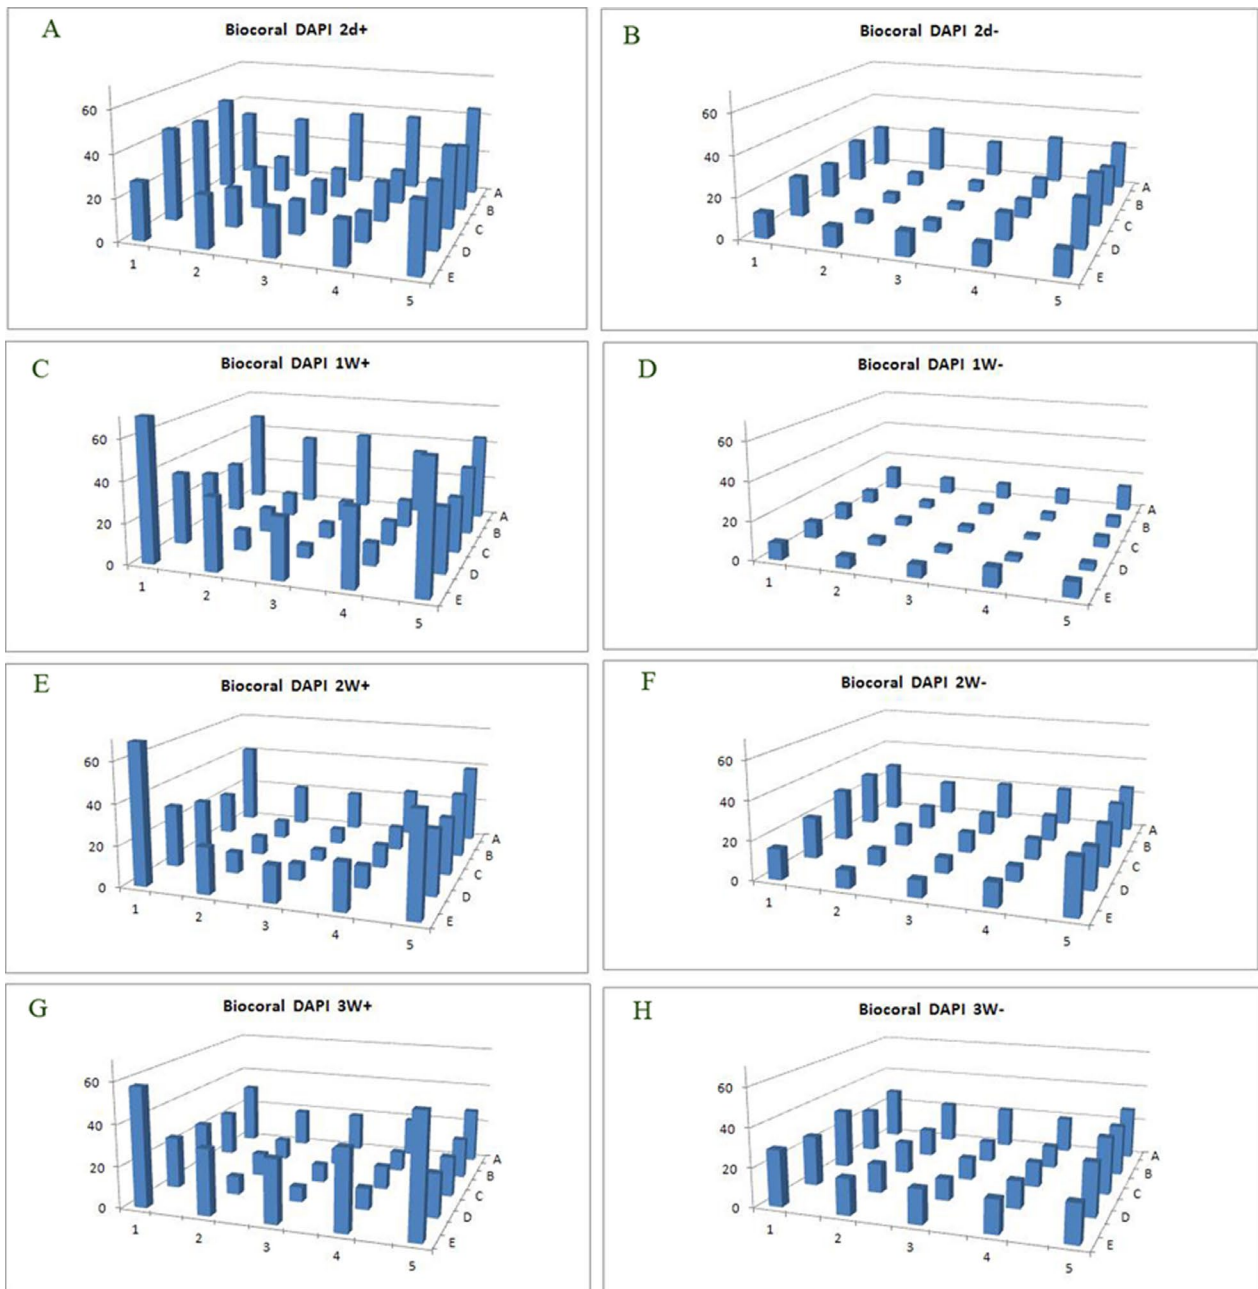 A
Biocoral DAPI 2d+
60
40
20
0
1 2 3 4 5
A
B
C
D
E
B
Biocoral DAPI 2d-
60
40
20
0
1 2 3 4 5
A
B
C
D
E
C
Biocoral DAPI 1W+
60
40
20
0
1 2 3 4 5
A
B
C
D
E
D
Biocoral DAPI 1W-
60
40
20
0
1 2 3 4 5
A
B
C
D
E
E
Biocoral DAPI 2W+
60
40
20
0
1 2 3 4 5
A
B
C
D
E
F
Biocoral DAPI 2W-
60
40
20
0
1 2 3 4 5
A
B
C
D
E
G
Biocoral DAPI 3W+
60
40
20
0
1 2 3 4 5
A
B
C
D
E
H
Biocoral DAPI 3W-
60
40
20
0
1 2 3 4 5
A
B
C
D
E